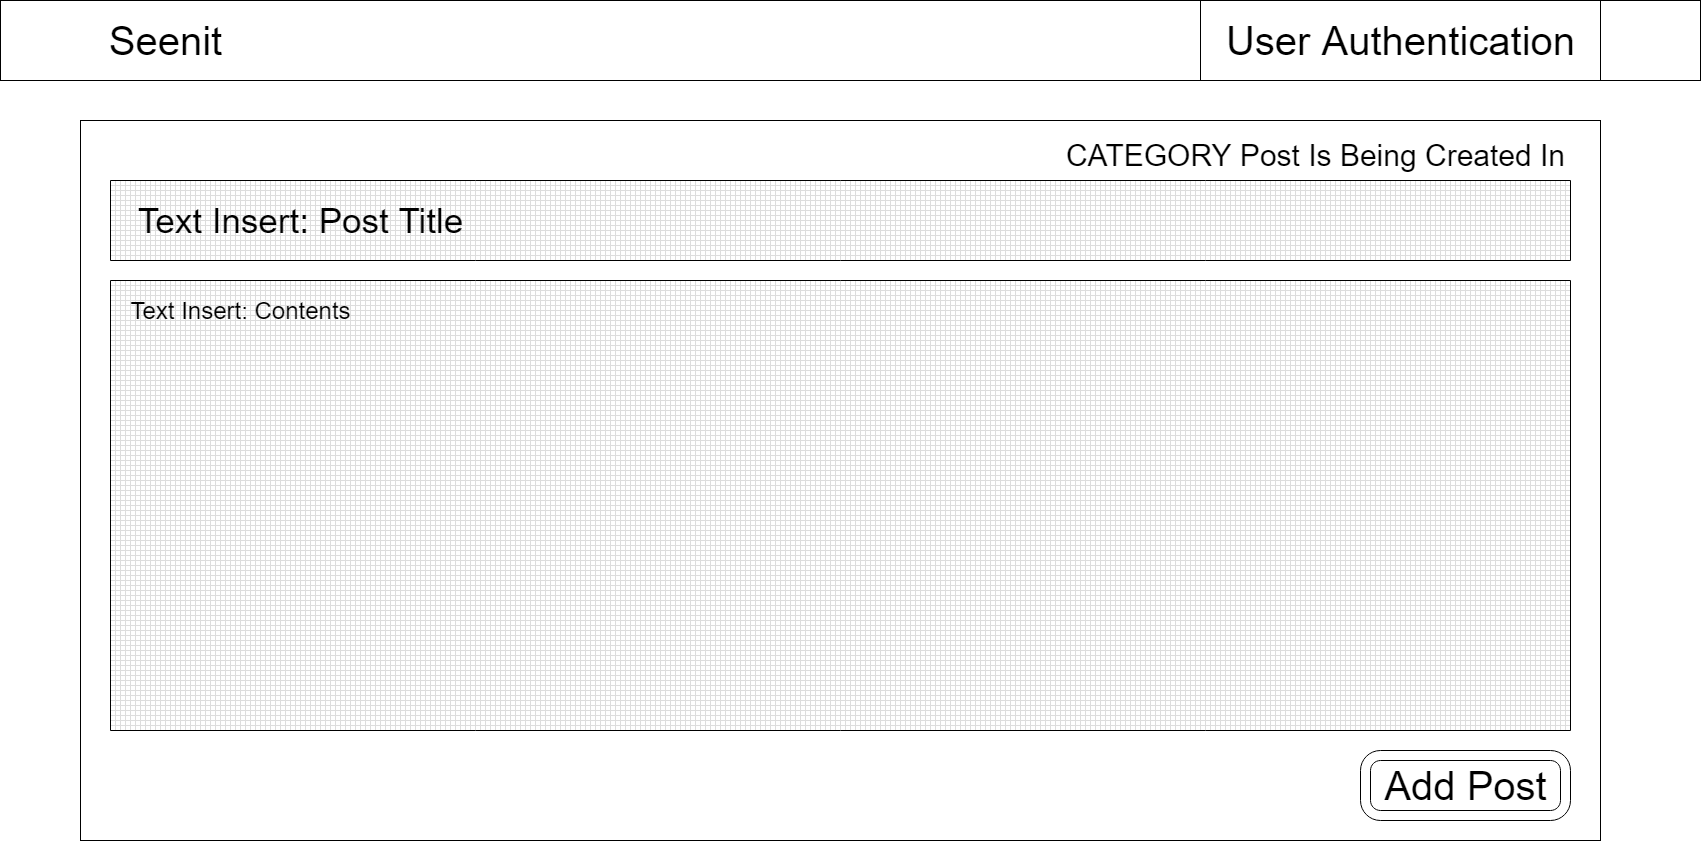 Seenit
User Authentication
CATEGORY Post Is Being Created In
Text Insert: Post Title
Text Insert: Contents
Add Post